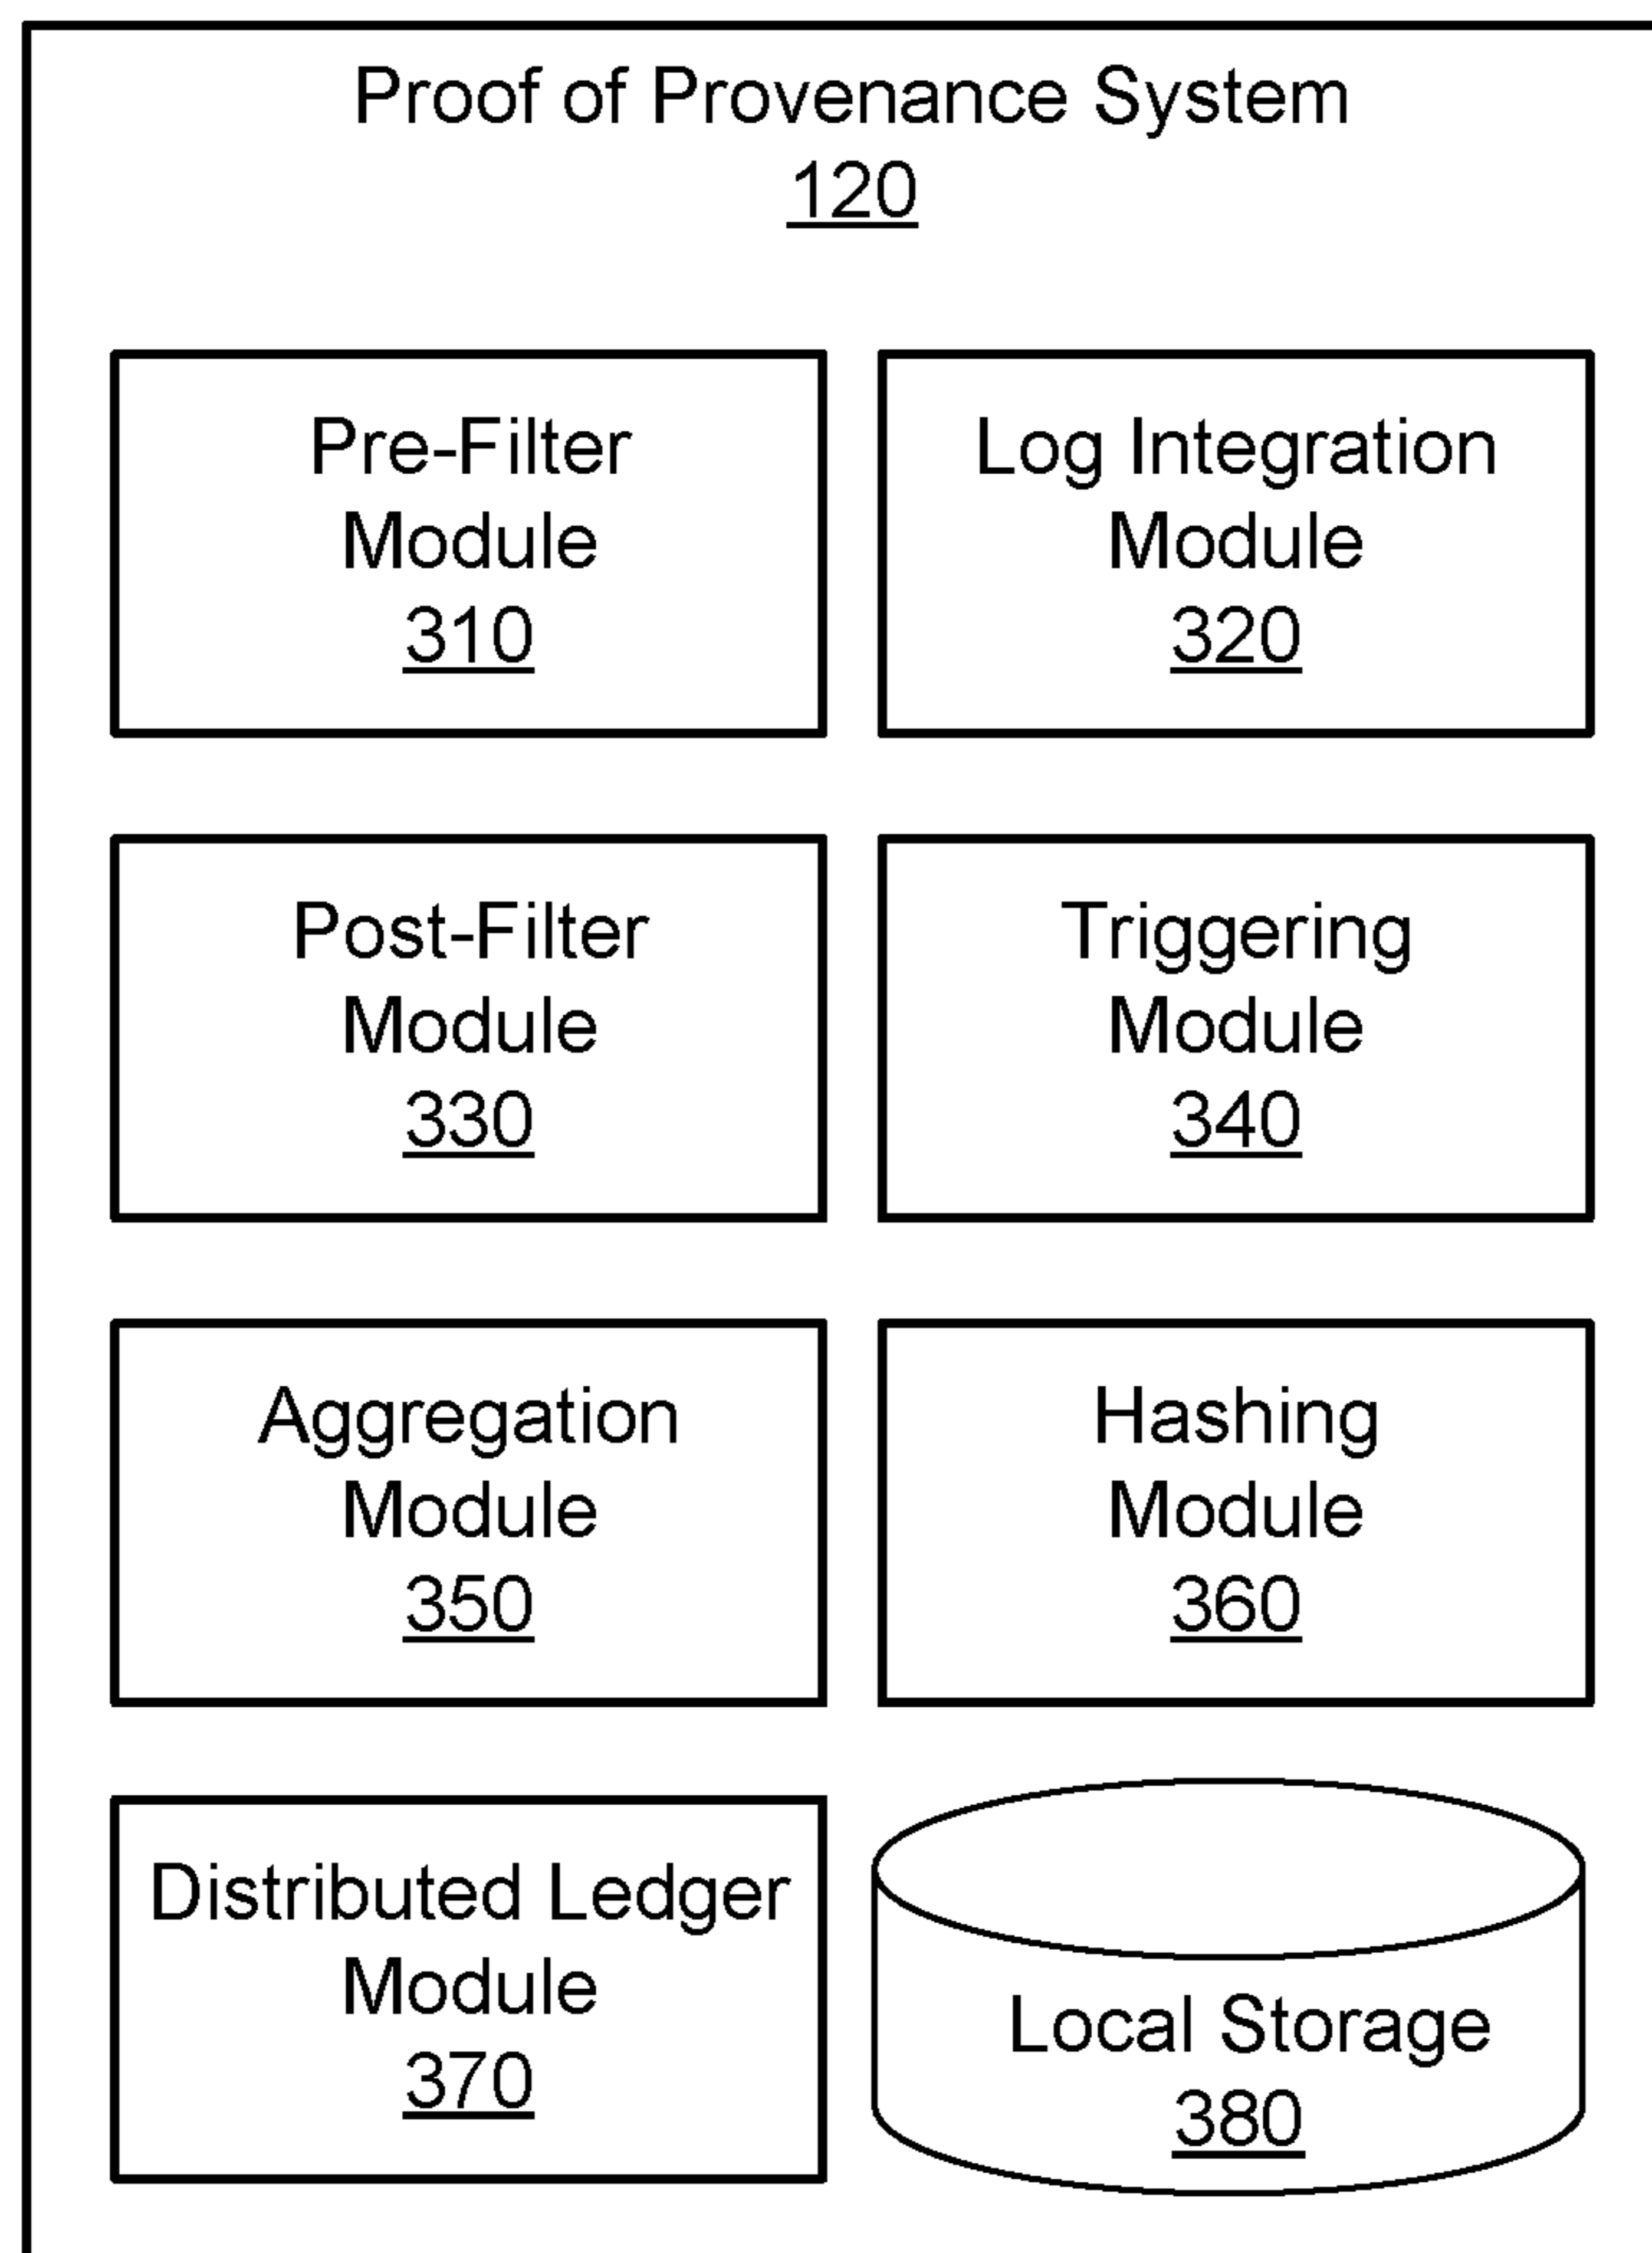 Proof of Provenance System
120
Pre-Filter
Module
310
Log Integration
Module
320
Post-Filter
Module
330
Triggering
Module
340
Aggregation
Module
350
Hashing
Module
360
Distributed Ledger
Module
370
Local Storage
380